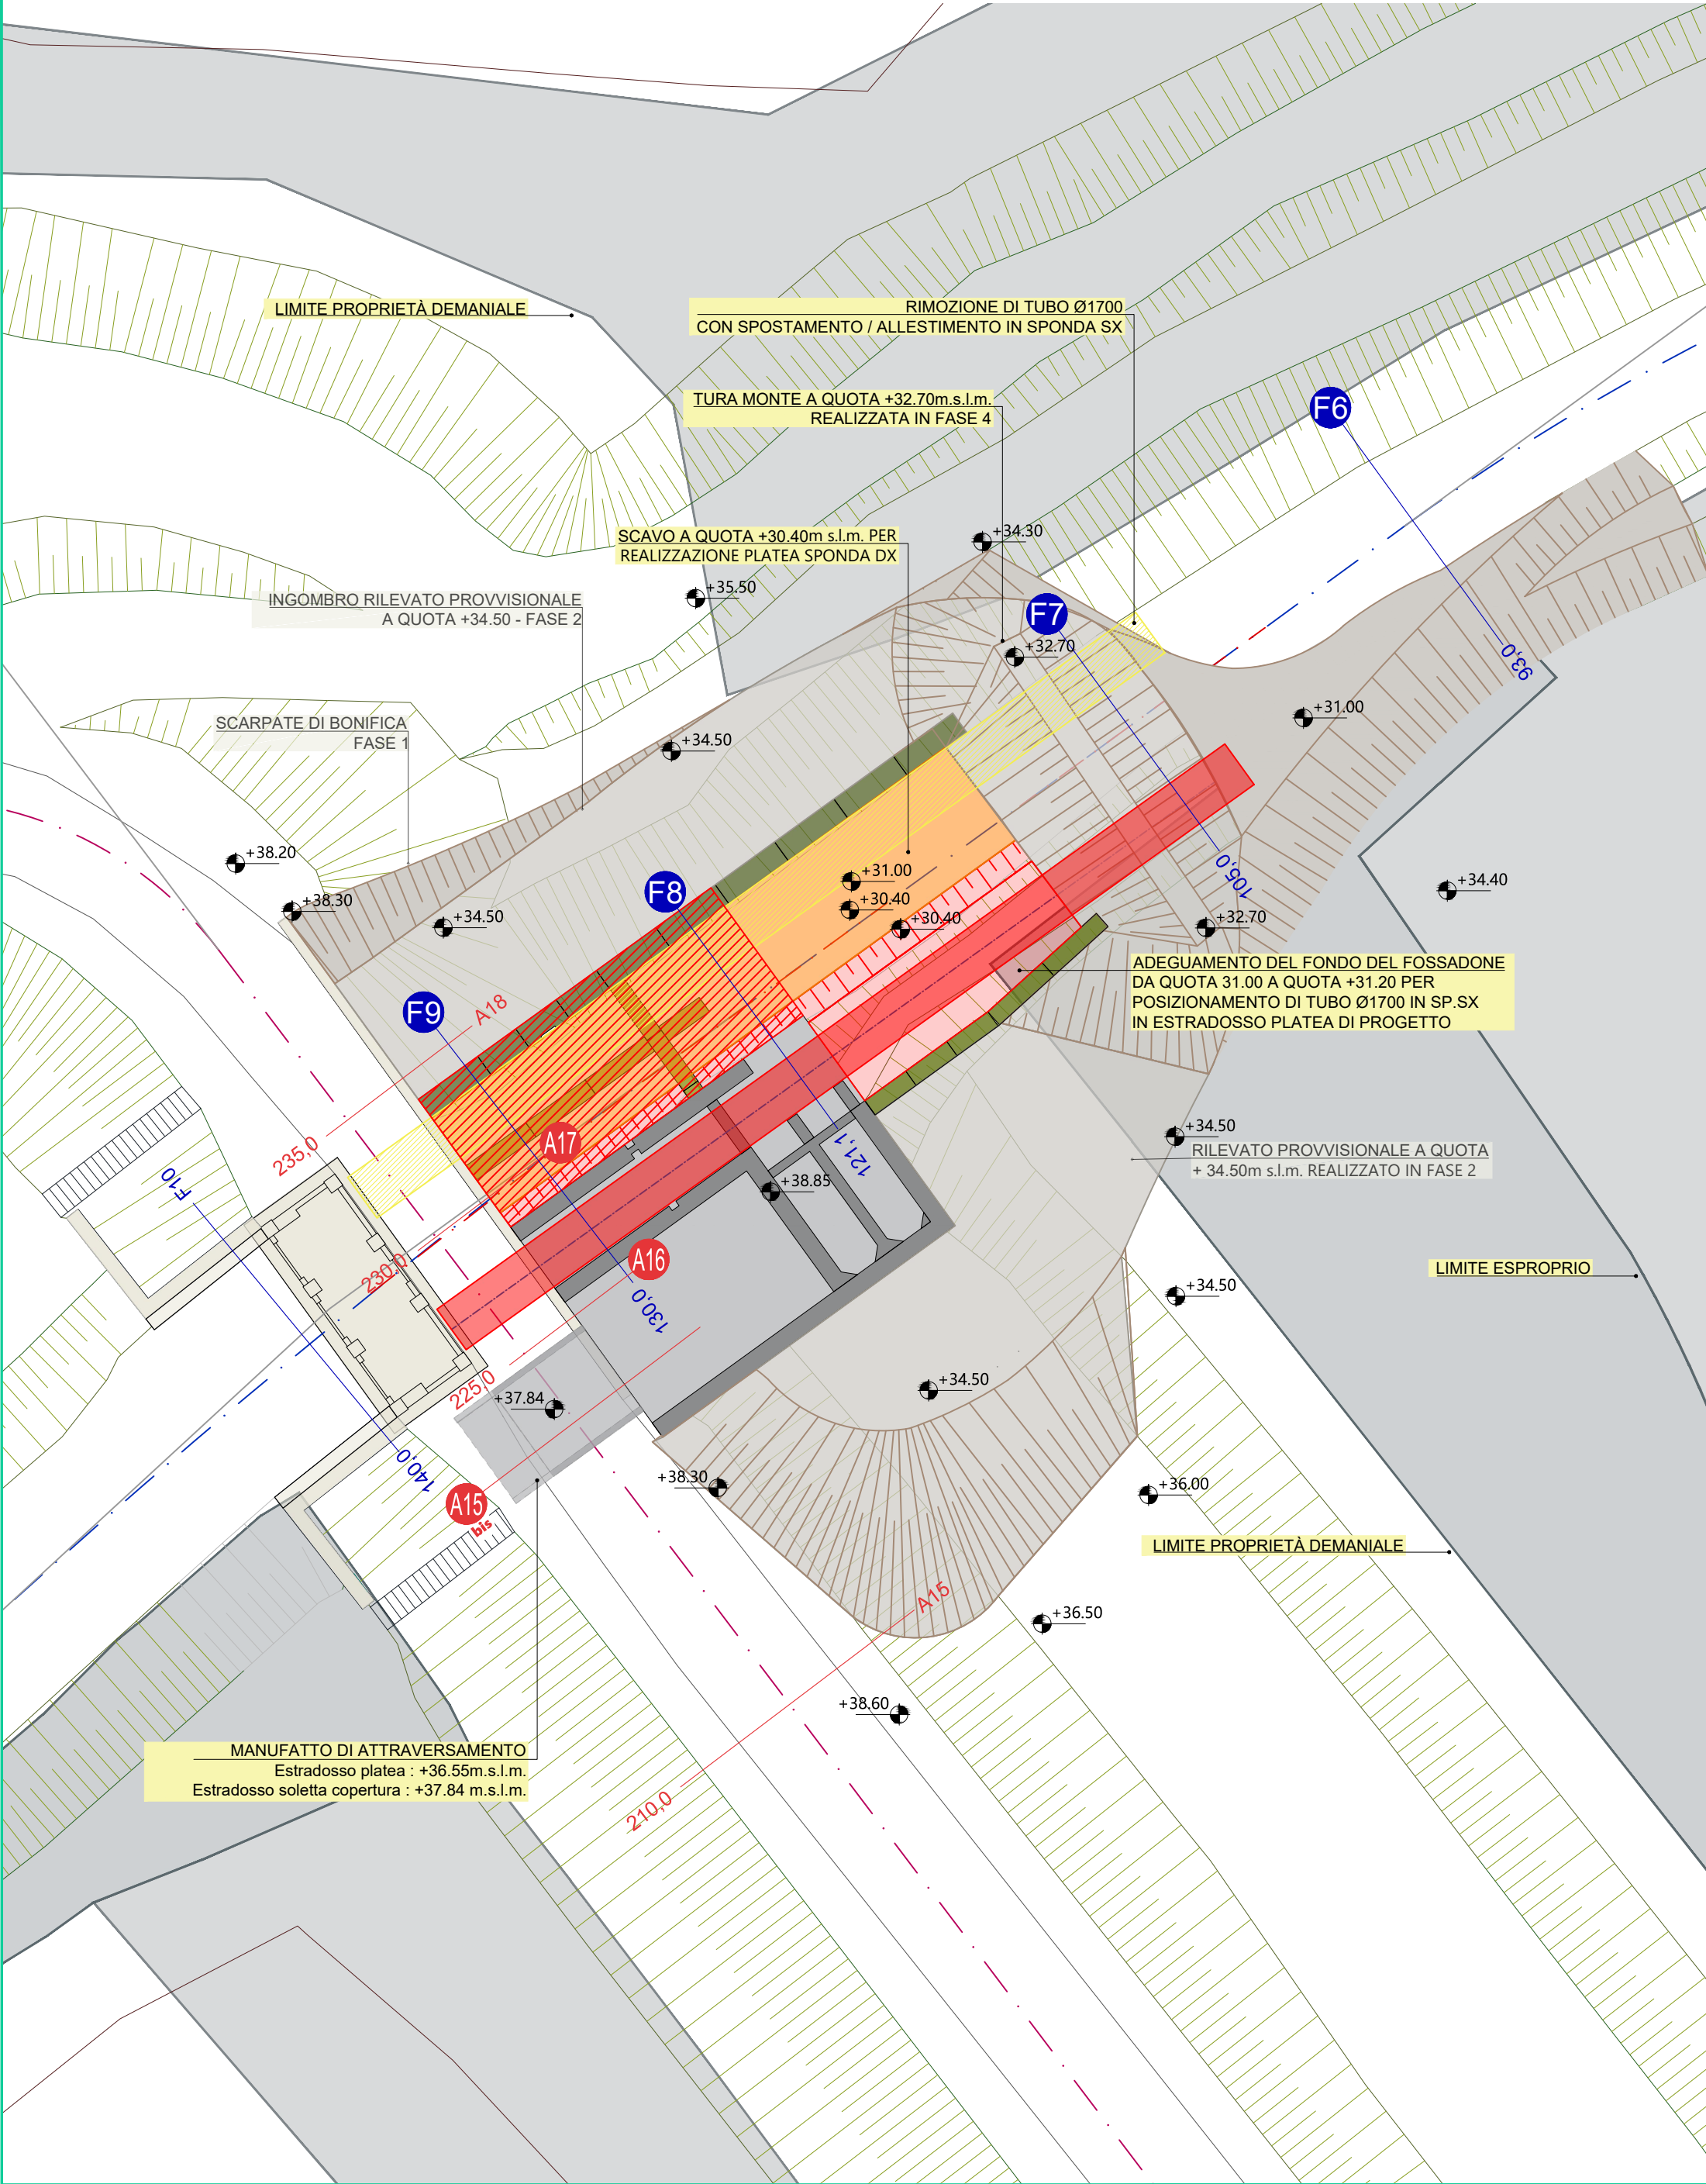 LIMITE PROPRIETÀ DEMANIALE
RIMOZIONE DI TUBO Ø1700
CON SPOSTAMENTO / ALLESTIMENTO IN SPONDA SX
TURA MONTE A QUOTA +32.70m.s.l.m.
REALIZZATA IN FASE 4
F6
SCAVO A QUOTA +30.40m s.l.m. PER
REALIZZAZIONE PLATEA SPONDA DX
+34.30
+35.50
INGOMBRO RILEVATO PROVVISIONALE
A QUOTA +34.50 - FASE 2
F7
+32.70
93,0
SCARPATE DI BONIFICA
FASE 1
+31.00
+34.50
+38.20
+31.00
105,0
+34.40
F8
+38.30
+30.40
+34.50
+30.40
+32.70
ADEGUAMENTO DEL FONDO DEL FOSSADONE
DA QUOTA 31.00 A QUOTA +31.20 PER
POSIZIONAMENTO DI TUBO Ø1700 IN SP.SX
IN ESTRADOSSO PLATEA DI PROGETTO
F9
A18
+34.50
RILEVATO PROVVISIONALE A QUOTA
+ 34.50m s.l.m. REALIZZATO IN FASE 2
A17
235,0
121,1
F10
+38.85
A16
230,0
LIMITE ESPROPRIO
130,0
+34.50
225,0
+34.50
+37.84
140,0
+38.30
+36.00
A15
bis
LIMITE PROPRIETÀ DEMANIALE
A15
+36.50
+38.60
MANUFATTO DI ATTRAVERSAMENTO
Estradosso platea : +36.55m.s.l.m.
Estradosso soletta copertura : +37.84 m.s.l.m.
210,0